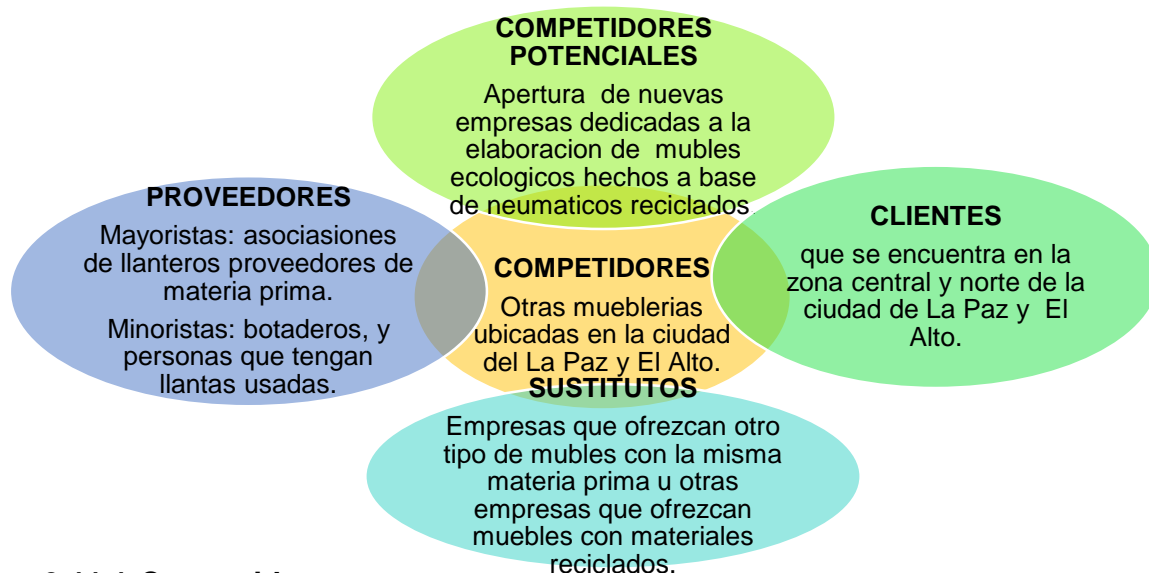 COMPETIDORES
POTENCIALES
Apertura de nuevas
empresas dedicadas a la
elaboracion de mubles
ecologicos hechos a base
de neumaticos reciclados
PROVEEDORES
Mayoristas: asociasiones
de llanteros proveedores de
materia prima.
Minoristas: botaderos, y
personas que tengan
llantas usadas.
COMPETIDORES
Otras mueblerias
ubicadas en la ciudad
del La Paz y El Alto.
CLIENTES
que se encuentra en la
zona central y norte de la
ciudad de La Paz y El
Alto.
SUSTITUTOS
Empresas que ofrezcan otro
tipo de mubles con la misma
materia prima u otras
empresas que ofrezcan
muebles con materiales
reciclados.